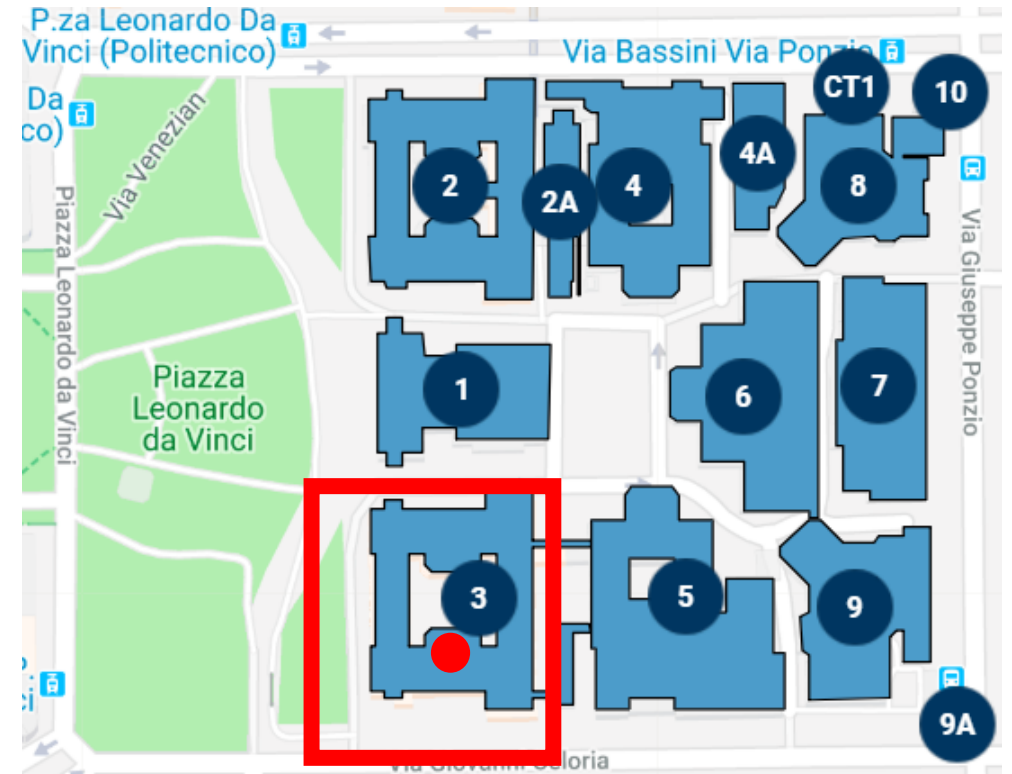 P.za Leonardo Da
Vinci (Politecnico)
Via Bassini Via Ponzio
Da
co)
Via Venezian
Piazza Leonardo da Vinci
CT1
10
4A
2
2A
4
8
Via Giuseppe Ponzio
Piazza
Leonardo
da Vinci
1
6
7
3
5
9
9A
ci
Via Giovanni Celoria